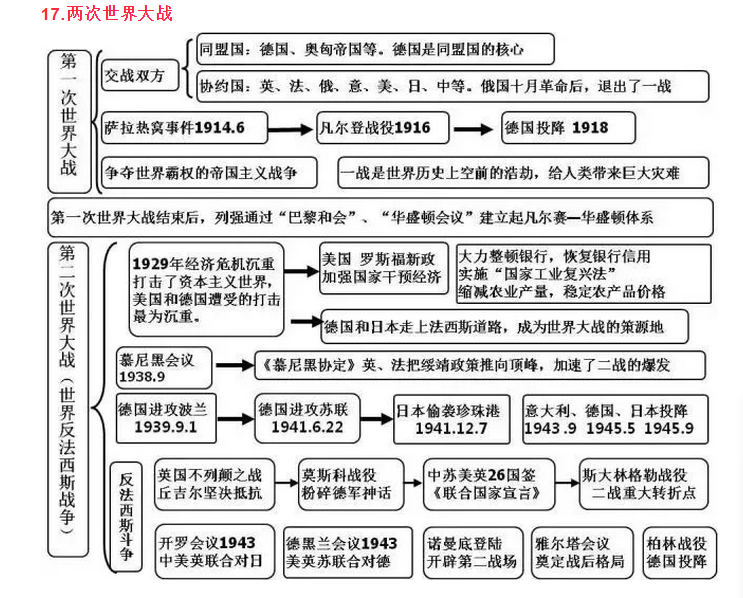 17.两次世界大战
第一次世界大战
交战双方
同盟国：德国、奥匈帝国等。德国是同盟国的核心
协约国：英、法、俄、意、美、日、中等。俄国十月革命后，退出了一战
萨拉热窝事件1914.6
凡尔登战役1916
德国投降 1918
争夺世界霸权的帝国主义战争
一战是世界历史上空前的浩劫，给人类带来巨大灾难
第一次世界大战结束后，列强通过“巴黎和会”、“华盛顿会议”建立起凡尔赛—华盛顿体系
第二次世界大战（世界反法西斯战争）
1929年经济危机沉重
打击了资本主义世界，
美国和德国遭受的打击
最为沉重。
美国 罗斯福新政
加强国家干预经济
大力整顿银行，恢复银行信用
实施“国家工业复兴法”
缩减农业产量，稳定农产品价格
德国和日本走上法西斯道路，成为世界大战的策源地
慕尼黑会议
1938.9
《慕尼黑协定》英、法把绥靖政策推向顶峰，加速了二战的爆发
德国进攻波兰
1939.9.1
德国进攻苏联
1941.6.22
日本偷袭珍珠港
1941.12.7
意大利、德国、日本投降
1943.9 1945.5 1945.9
反法西斯斗争
英国不列颠之战
丘吉尔坚决抵抗
莫斯科战役
粉碎德军神话
中苏美英26国签
《联合国家宣言》
斯大林格勒战役
二战重大转折点
开罗会议1943
中美英联合对日
德黑兰会议1943
美英苏联合对德
诺曼底登陆
开辟第二战场
雅尔塔会议
奠定战后格局
柏林战役
德国投降